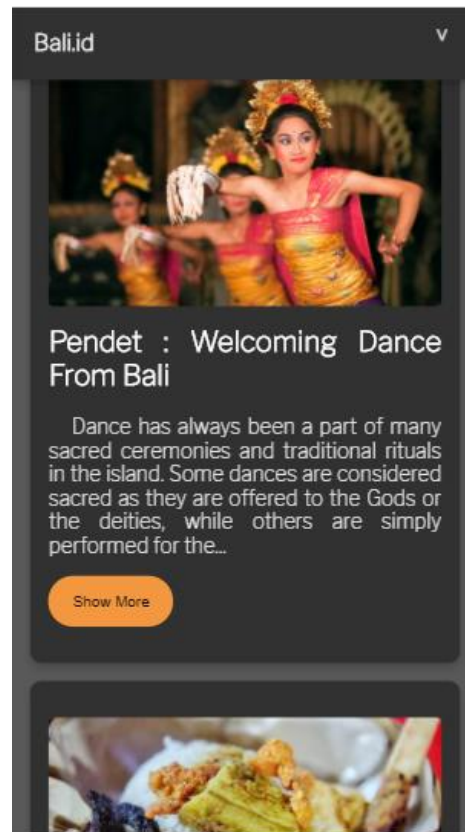 Bali.id
v
Pendet : Welcoming Dance
From Bali
Dance has always been a part of many
sacred ceremonies and traditional rituals
in the island. Some dances are considered
sacred as they are offered to the Gods or
the deities, while others are simply
performed for the...
Show More